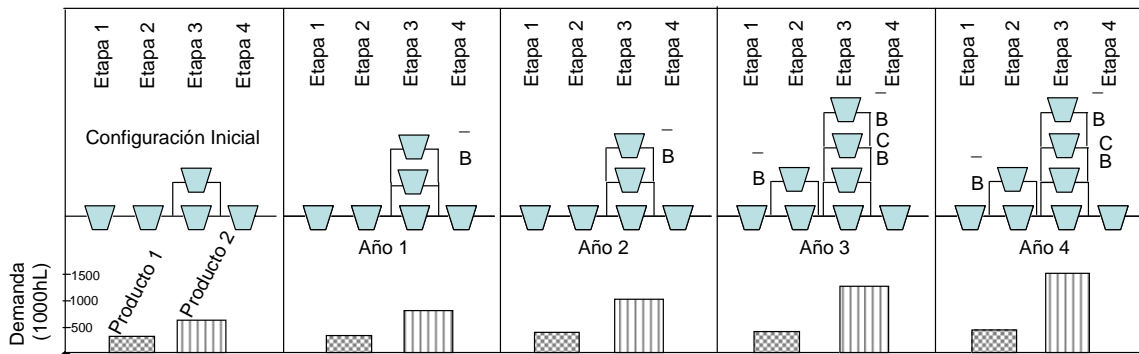 Etapa 1
Etapa 2
Etapa 3
Etapa 4
Configuración Inicial
Etapa 1
Etapa 2
Etapa 3
Etapa 4
_
B
Año 1
Etapa 1
Etapa 2
Etapa 3
Etapa 4
_
B
Año 2
Etapa 1
Etapa 2
Etapa 3
Etapa 4
_
B
C
B
_
B
Año 3
Etapa 1
Etapa 2
Etapa 3
Etapa 4
_
B
C
B
_
B
Año 4
Demanda
(1000hL)
1500
1000
500
Producto 1
Producto 2